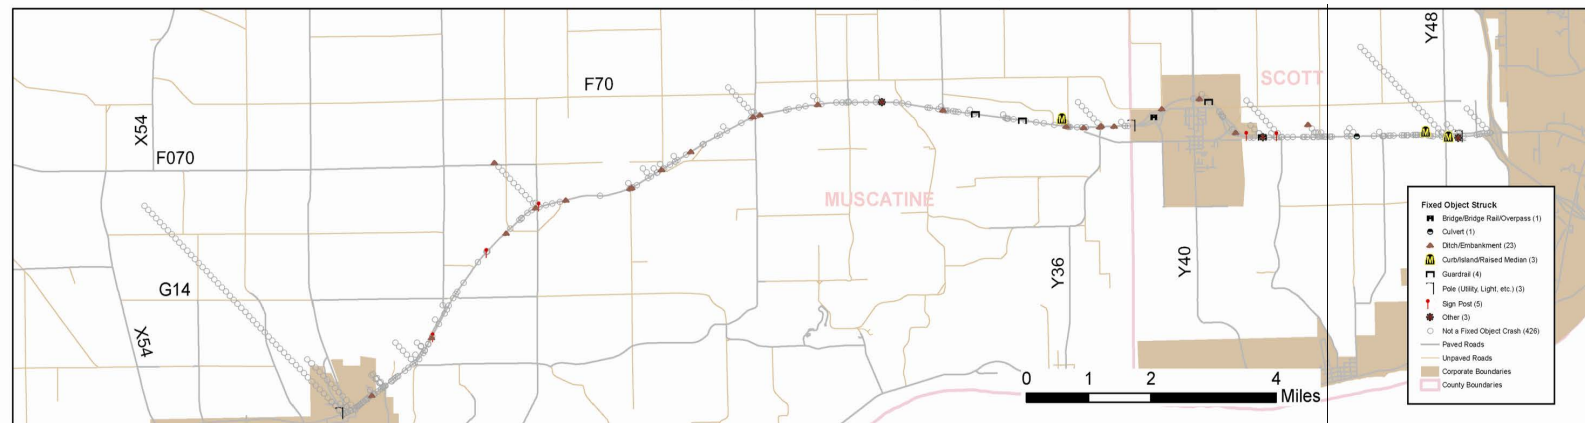 Y48
SCOTT
F70
X54
F070
MUSCATINE
Y36
Y40
G14
X54
0 1 2 4
Miles
Fixed Object Struck
Bridge/Bridge Rail/Overpass (1)
Culvert (1)
Ditch/Embankment (23)
Curb/Island/Raised Median (3)
Guardrail (4)
Pole (Utility, Light, etc.) (3)
Sign Post (5)
Other (3)
Not a Fixed Object Crash (426)
Paved Roads
Unpaved Roads
Corporate Boundaries
County Boundaries